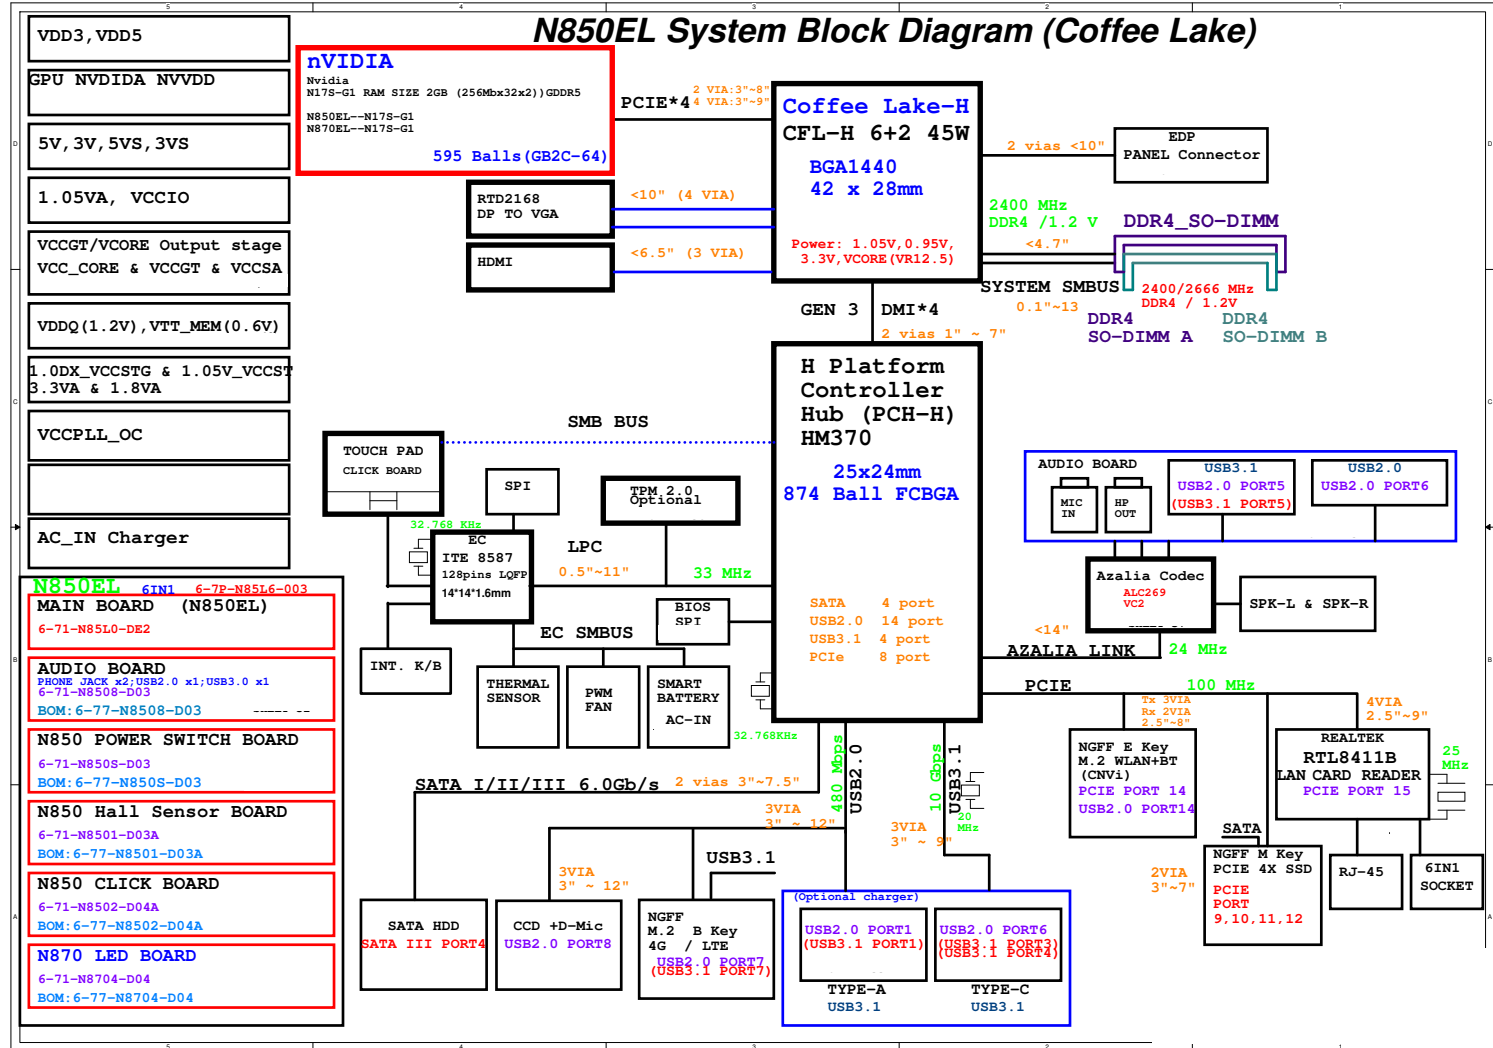 N850EL System Block Diagram (Coffee Lake)
VDD3,VDD5
GPU NVDIDA NVVDD
5V,3V,5VS,3VS
1.05VA, VCCIO
VCCGT/VCORE Output stage
VCC_CORE & VCCGT & VCCSA
VDDQ(1.2V),VTT_MEM(0.6V)
1.0DX_VCCSTG & 1.05V_VCCST
3.3VA & 1.8VA
VCCPLL_OC
AC_IN Charger
N850EL 6IN1 6-7P-N85L6-003
MAIN BOARD (N850EL)
6-71-N85L0-DE2
AUDIO BOARD
PHONE JACK x2;USB2.0 x1;USB3.0 x1
6-71-N8508-D03
BOM:6-77-N8508-D03
N850 POWER SWITCH BOARD
6-71-N850S-D03
BOM:6-77-N850S-D03
N850 Hall Sensor BOARD
6-71-N8501-D03A
BOM:6-77-N8501-D03A
N850 CLICK BOARD
6-71-N8502-D04A
BOM:6-77-N8502-D04A
N870 LED BOARD
6-71-N8704-D04
BOM:6-77-N8704-D04
nVIDIA
Nvidia
N17S-G1 RAM SIZE 2GB (256Mbx32x2))GDDR5
N850EL--N17S-G1
N870EL--N17S-G1
595 Balls(GB2C-64)
PCIE*4
2 VIA:3"~8"
4 VIA:3"~9"
RTD2168
DP TO VGA
<10" (4 VIA)
HDMI
<6.5" (3 VIA)
Coffee Lake-H
CFL-H 6+2 45W
BGA1440
42 x 28mm
Power: 1.05V,0.95V,
3.3V,VCORE(VR12.5)
2 vias <10"
EDP
PANEL Connector
2400 MHz
DDR4 /1.2 V
<4.7"
DDR4_SO-DIMM
SYSTEM SMBUS
0.1"~13
2400/2666 MHz
DDR4 / 1.2V
DDR4
SO-DIMM A
DDR4
SO-DIMM B
GEN 3 DMI*4
2 vias 1" ~ 7"
H Platform
Controller
Hub (PCH-H)
HM370
25x24mm
874 Ball FCBGA
SATA 4 port
USB2.0 14 port
USB3.1 4 port
PCIe 8 port
SMB BUS
TOUCH PAD
CLICK BOARD
SPI
TPM 2.0
Optional
32.768 KHz
EC
ITE 8587
128pins LQFP
14*14*1.6mm
LPC
0.5"~11"
33 MHz
BIOS
SPI
EC SMBUS
INT. K/B
THERMAL
SENSOR
PWM
FAN
SMART
BATTERY
AC-IN
32.768KHz
AUDIO BOARD
MIC
IN
HP
OUT
USB3.1
USB2.0 PORT5
(USB3.1 PORT5)
USB2.0
USB2.0 PORT6
Azalia Codec
ALC269
VC2
SPK-L & SPK-R
<14"
AZALIA LINK
24 MHz
PCIE
100 MHz
Tx 3VIA
Rx 2VIA
2.5"~8"
4VIA
2.5"~9"
NGFF E Key
M.2 WLAN+BT
(CNVi)
PCIE PORT 14
USB2.0 PORT14
REALTEK
RTL8411B
LAN CARD READER
PCIE PORT 15
25
MHz
SATA
2VIA
3"~7"
NGFF M Key
PCIE 4X SSD
PCIE
PORT
9,10,11,12
RJ-45
6IN1
SOCKET
SATA I/II/III 6.0Gb/s
2 vias 3"~7.5"
480 Mbps
USB2.0
10 Gbps
USB3.1
20
MHz
3VIA
3" ~ 12"
3VIA
3" ~ 9"
3VIA
3" ~ 12"
USB3.1
SATA HDD
SATA III PORT4
CCD +D-Mic
USB2.0 PORT8
NGFF
M.2 B Key
4G / LTE
USB2.0 PORT7
(USB3.1 PORT7)
(Optional charger)
USB2.0 PORT1
(USB3.1 PORT1)
TYPE-A
USB3.1
USB2.0 PORT6
(USB3.1 PORT3)
(USB3.1 PORT4)
TYPE-C
USB3.1